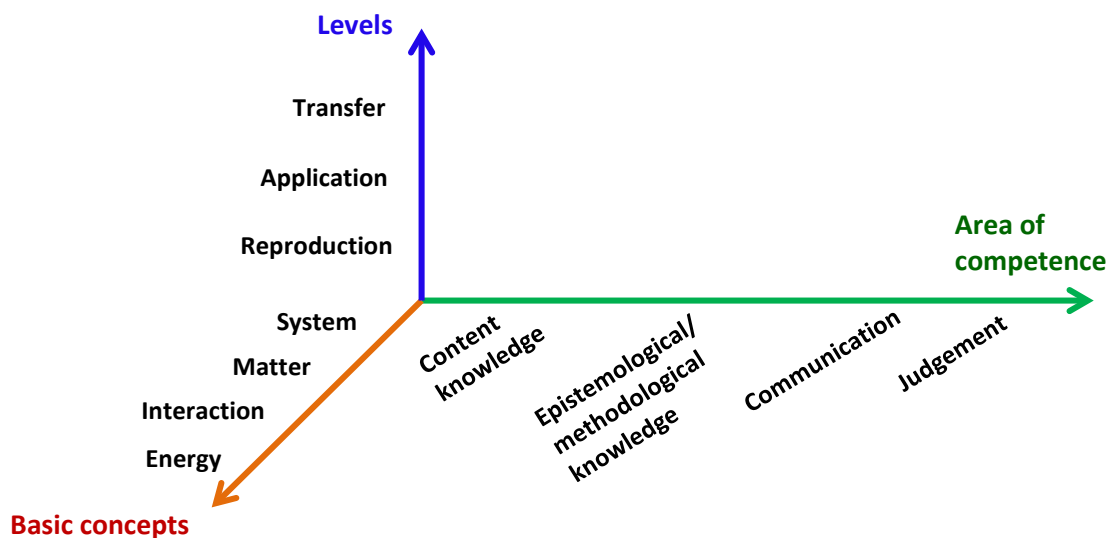 Levels
Transfer
Application
Reproduction
Area of
competence
System
Matter
Interaction
Energy
Basic concepts
Content
knowledge
Epistemological/
methodological
knowledge
Communication
Judgement